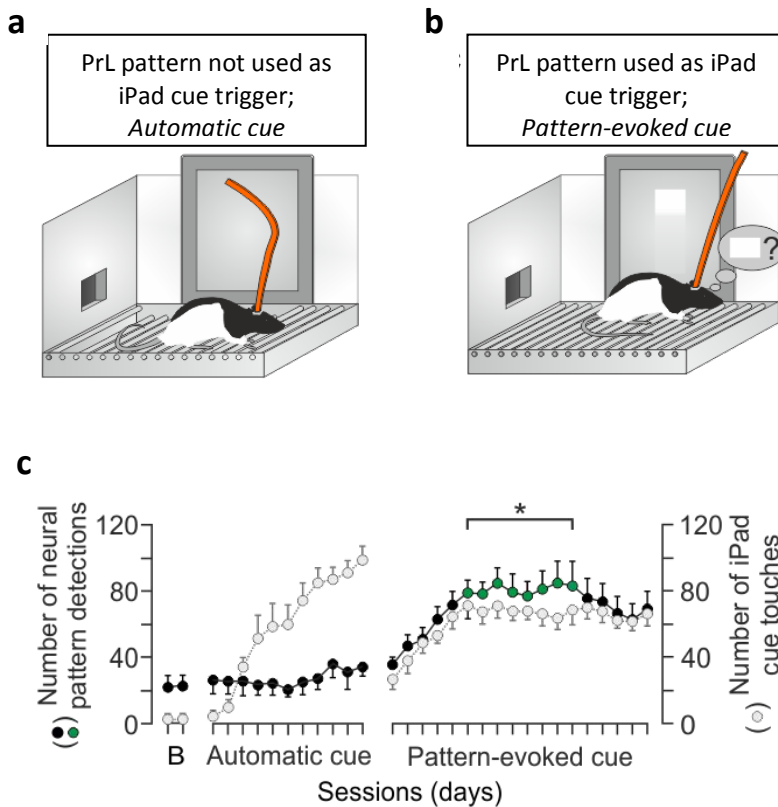 a
PrL pattern not used as
iPad cue trigger;
Automatic cue
b
PrL pattern used as iPad
cue trigger;
Pattern-evoked cue
?
c
Number of neural
pattern detections
( )
120
80
40
0
*
120
80
40
0
Number of iPad
cue touches
( )
B
Automatic cue
Pattern-evoked cue
Sessions (days)